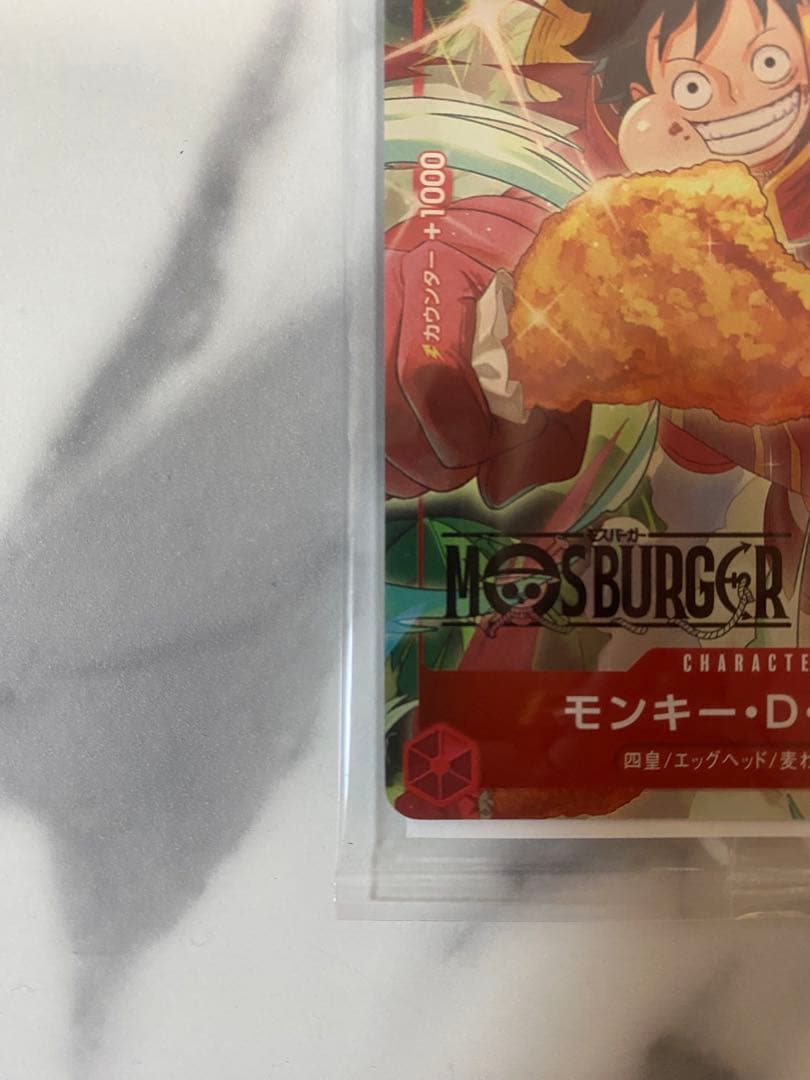 カウンター +1000
モスバーガー
MOSBURGER
CHARACTE
モンキー・D・
四皇/エッグヘッド/麦わ